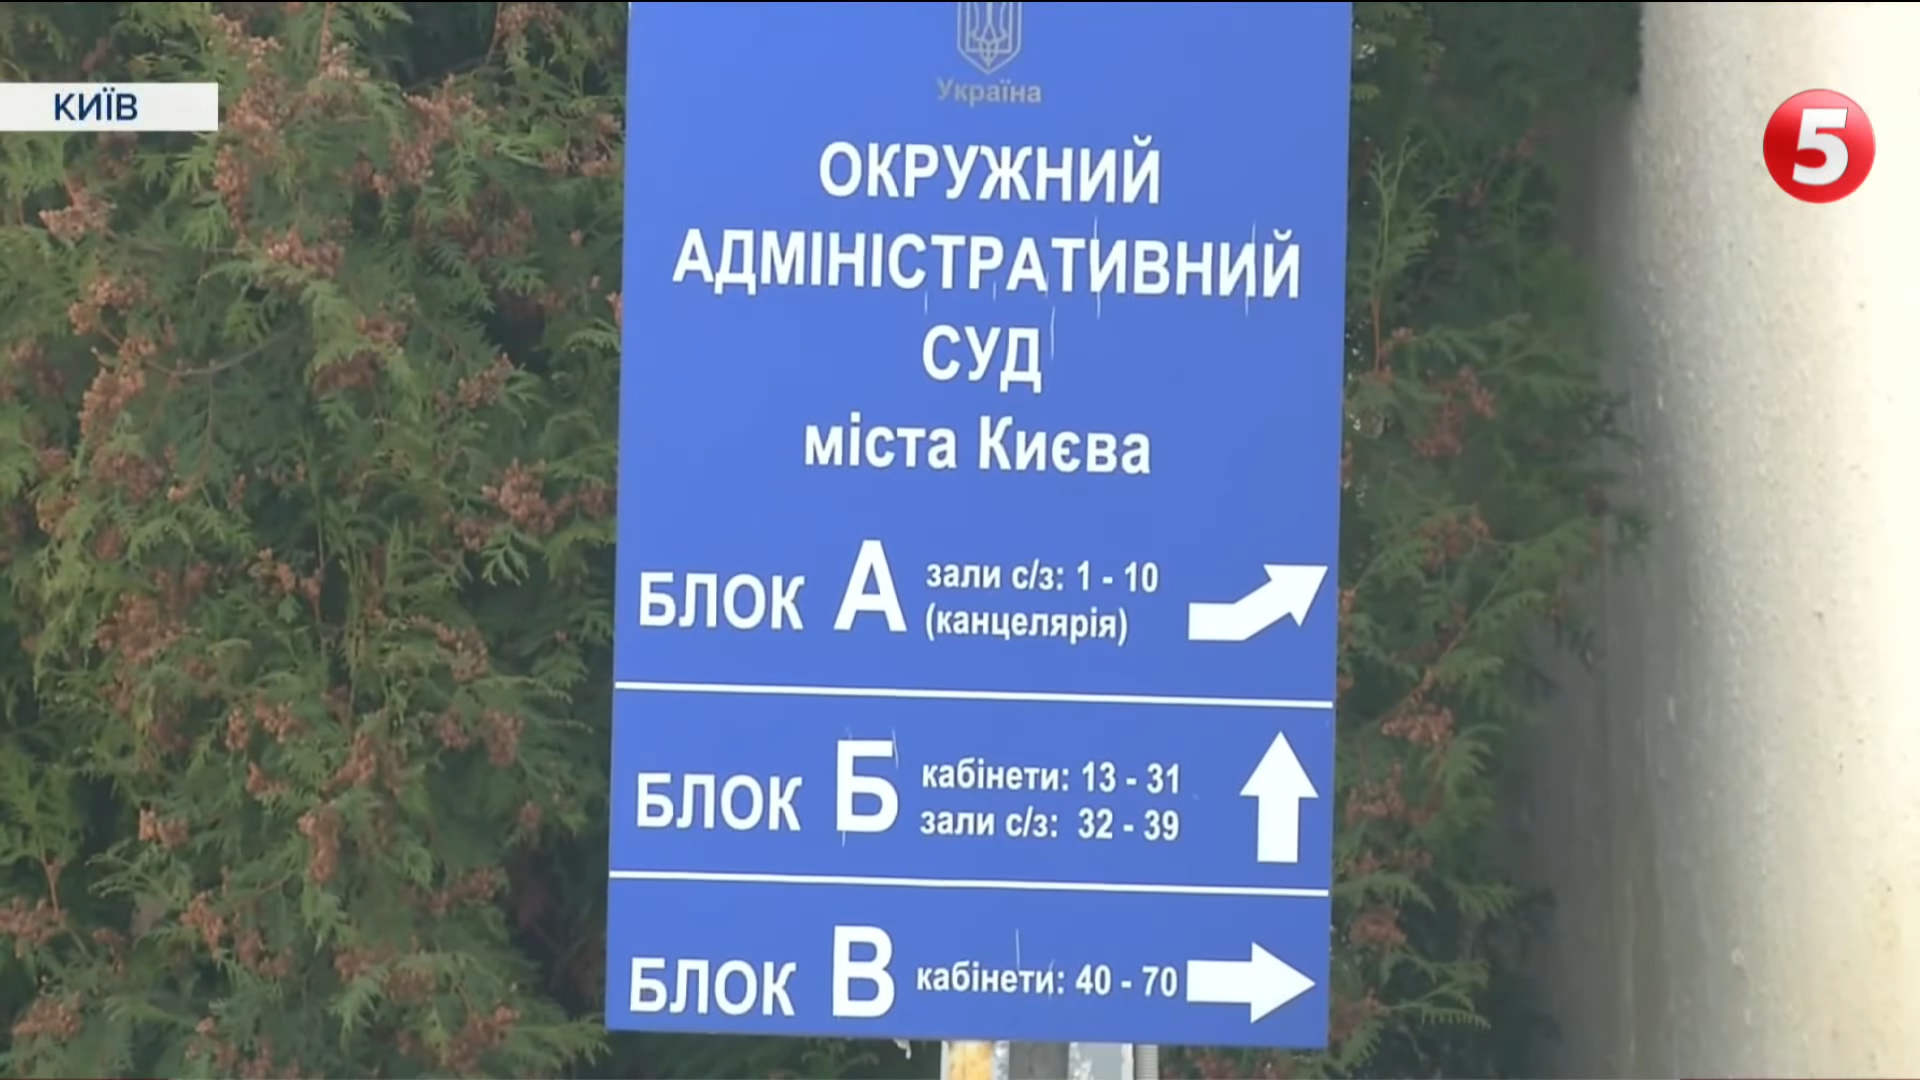 КИЇВ
5
Україна
ОКРУЖНИЙ
АДМІНІСТРАТИВНИЙ
СУД
міста Києва
БЛОК А зали с/з: 1 - 10
(канцелярія)
БЛОК Б кабінети: 13 - 31
зали с/з: 32 - 39
БЛОК В кабінети: 40 - 70